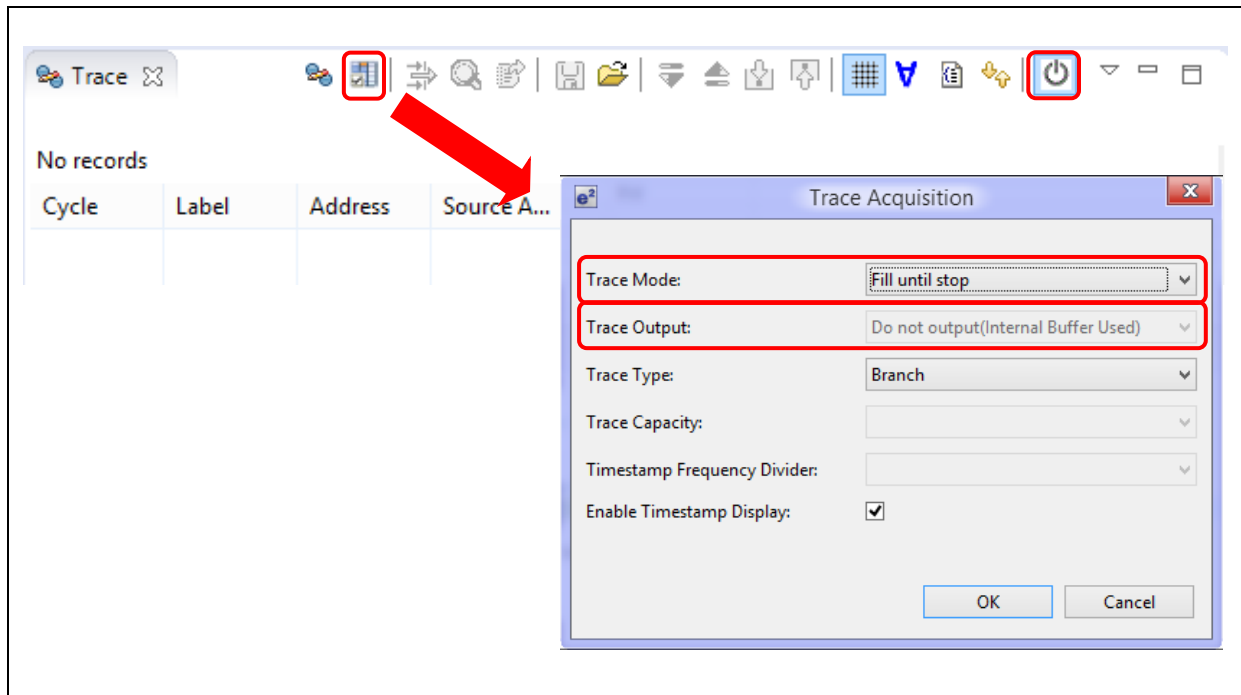 Trace
No records
Cycle Label Address Source A...
e²
Trace Acquisition
Trace Mode: Fill until stop
Trace Output: Do not output(Internal Buffer Used)
Trace Type: Branch
Trace Capacity:
Timestamp Frequency Divider:
Enable Timestamp Display:
OK Cancel